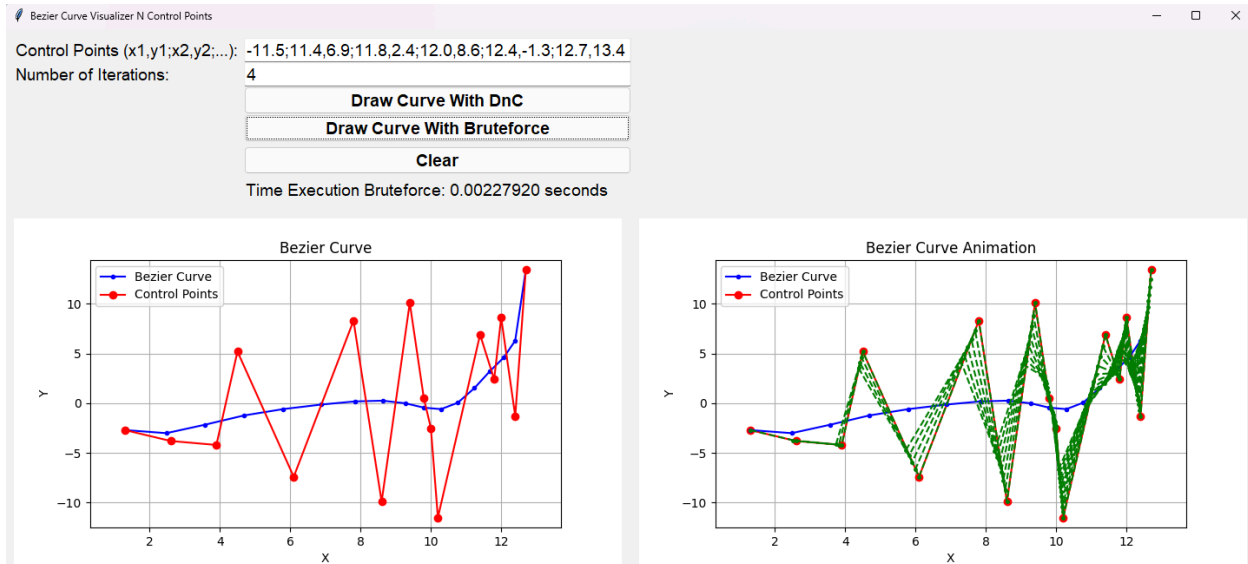 Bezier Curve Visualizer N Control Points
Control Points (x1,y1;x2,y2;...): -11.5;11.4,6.9;11.8,2.4;12.0,8.6;12.4,-1.3;12.7,13.4
Number of Iterations: 4
Draw Curve With DnC
Draw Curve With Bruteforce
Clear
Time Execution Bruteforce: 0.00227920 seconds
Bezier Curve
Bezier Curve
Control Points
10
5
0
−5
−10
Y
2 4 6 8 10 12
X
Bezier Curve Animation
Bezier Curve
Control Points
10
5
0
−5
−10
Y
2 4 6 8 10 12
X